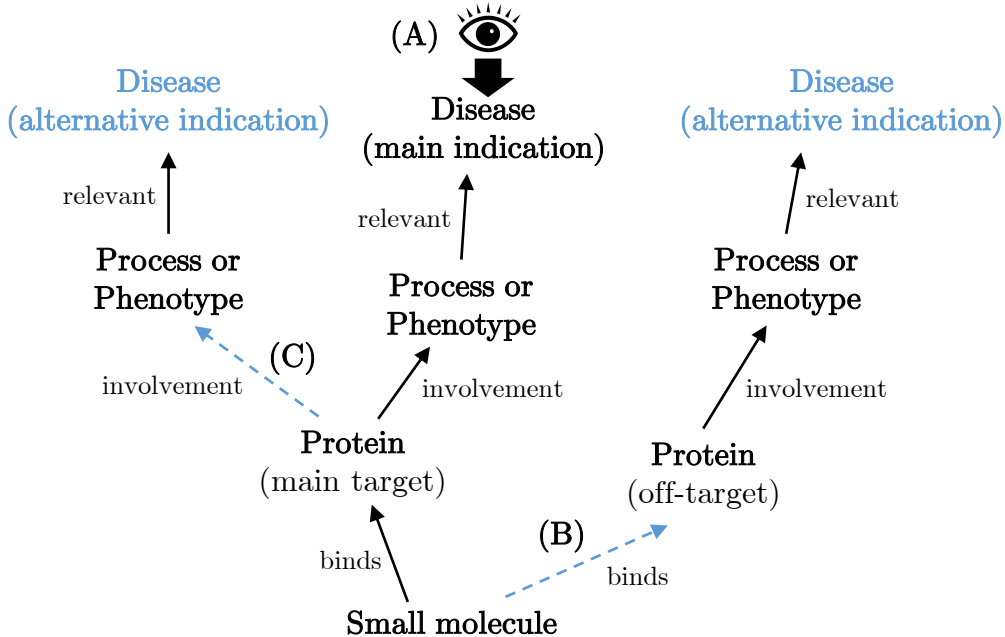 (A)
Disease
(alternative indication)
Disease
(main indication)
Disease
(alternative indication)
relevant
relevant
relevant
Process or
Phenotype
Process or
Phenotype
Process or
Phenotype
(C)
involvement
involvement
involvement
Protein
(main target)
Protein
(off-target)
(B)
binds
binds
Small molecule